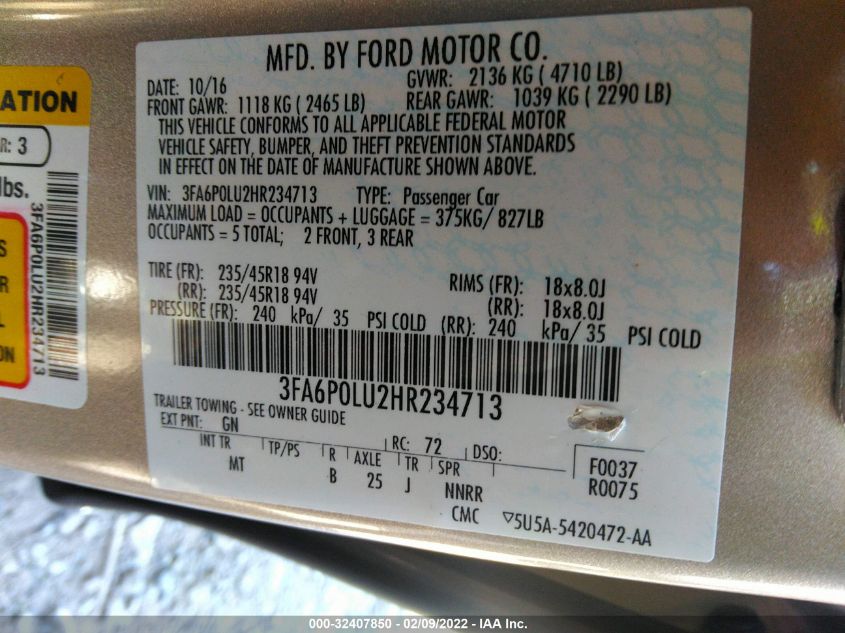 MFD. BY FORD MOTOR CO.
DATE: 10/16 GVWR: 2136 KG ( 4710 LB)
FRONT GAWR: 1118 KG ( 2465 LB) REAR GAWR: 1039 KG ( 2290 LB)
THIS VEHICLE CONFORMS TO ALL APPLICABLE FEDERAL MOTOR
VEHICLE SAFETY, BUMPER, AND THEFT PREVENTION STANDARDS
IN EFFECT ON THE DATE OF MANUFACTURE SHOWN ABOVE.
VIN: 3FA6P0LU2HR234713 TYPE: Passenger Car
MAXIMUM LOAD = OCCUPANTS + LUGGAGE = 375KG/ 827LB
OCCUPANTS = 5 TOTAL; 2 FRONT, 3 REAR
TIRE (FR): 235/45R18 94V RIMS (FR): 18x8.0J
(RR): 235/45R18 94V (RR): 18x8.0J
PRESSURE (FR): 240 kPa/ 35 PSI COLD (RR): 240 kPa/ 35 PSI COLD
3FA6P0LU2HR234713
TRAILER TOWING - SEE OWNER GUIDE
EXT PNT: GN RC: 72 DSO:
INT TR TP/PS R AXLE TR SPR F0037
MT B 25 J NNRR R0075
CMC ▽5U5A-5420472-AA
ATION
R: 3
lbs.
3FA6P0LU2HR234713
S
R
L
ON
000-32407850 - 02/09/2022 - IAA Inc.